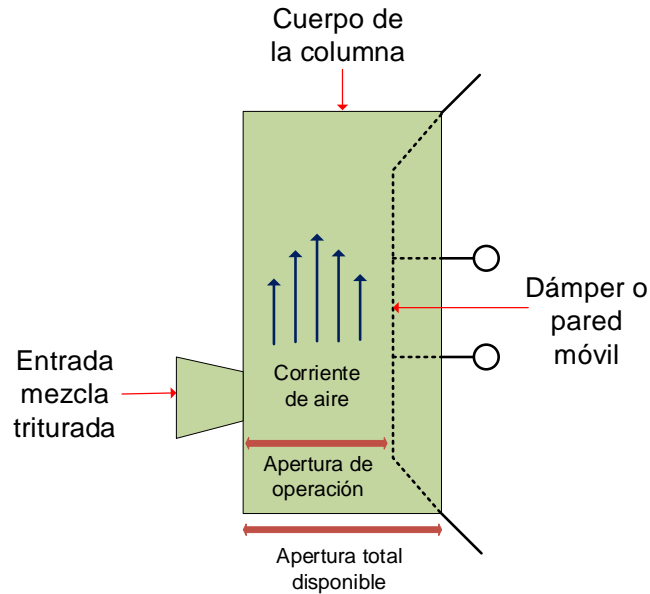 Cuerpo de
la columna
Dámper o
pared
móvil
Entrada
mezcla
triturada
Corriente
de aire
Apertura de
operación
Apertura total
disponible